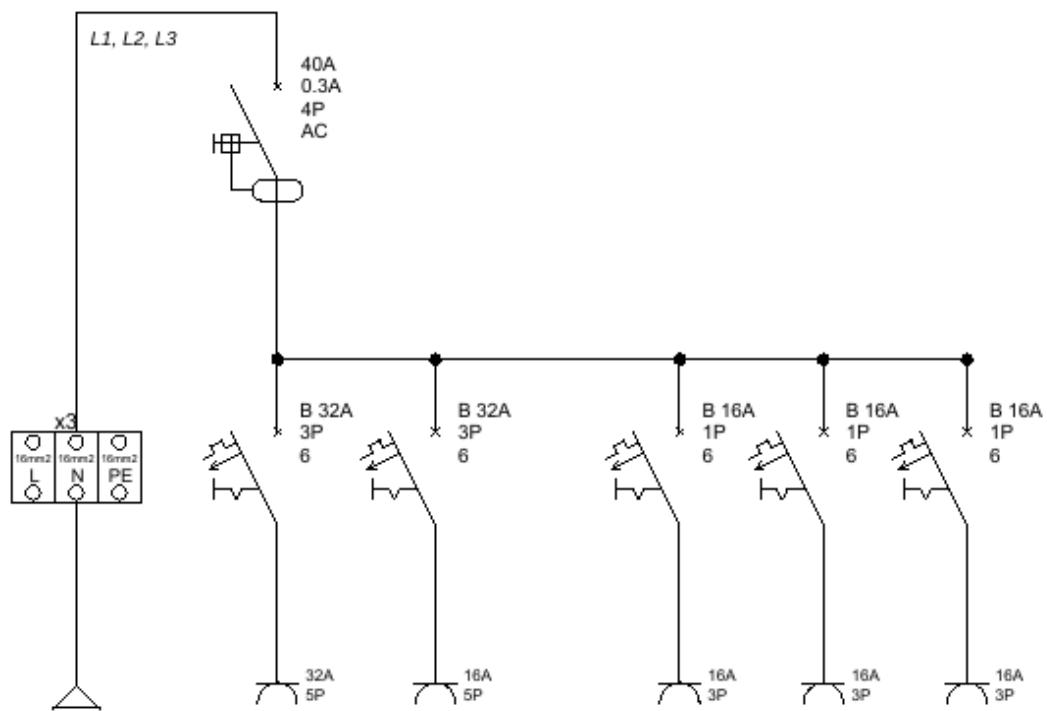 L1, L2, L3
40A
0.3A
4P
AC
x3
16mm2 16mm2 16mm2
L N PE
B 32A
3P
6
B 32A
3P
6
B 16A
1P
6
B 16A
1P
6
B 16A
1P
6
32A
5P
16A
5P
16A
3P
16A
3P
16A
3P